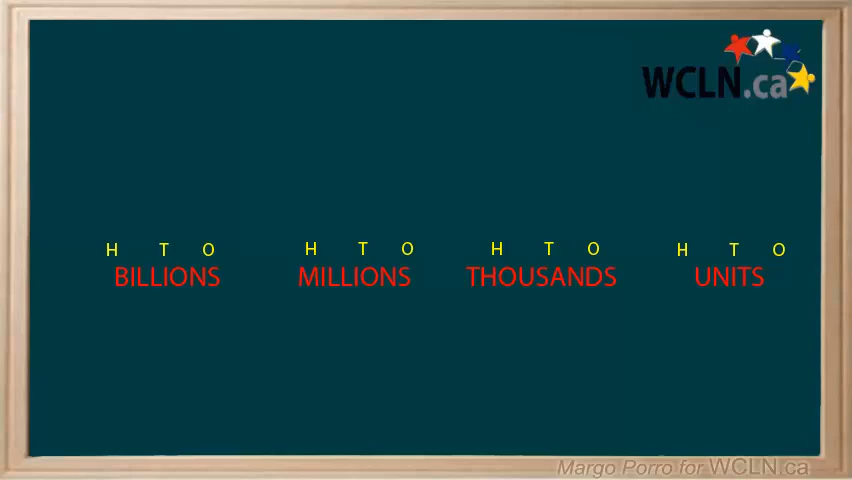 WCLN.ca
H T O H T O H T O H T O
BILLIONS MILLIONS THOUSANDS UNITS
Margo Porro for WCLN.ca